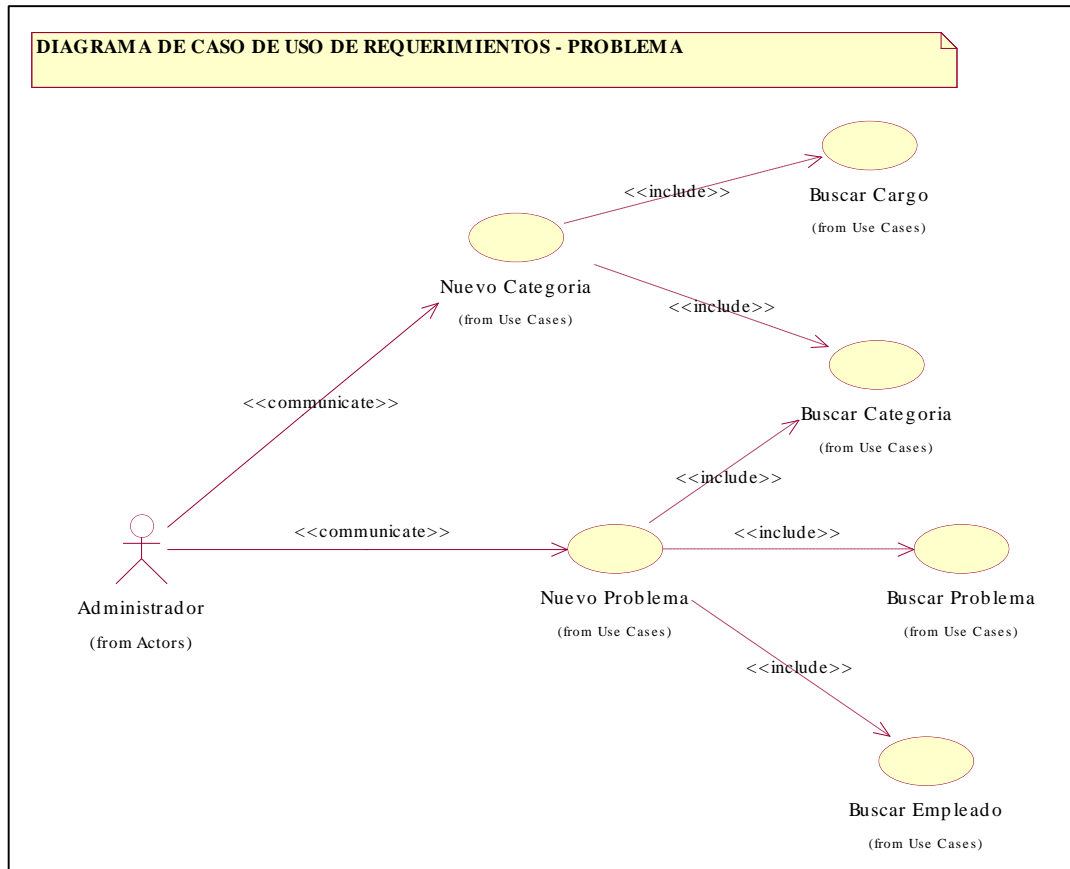 DIAGRAMA DE CASO DE USO DE REQUERIMIENTOS - PROBLEMA
<<include>>
Buscar Cargo
(from Use Cases)
Nuevo Categoria
(from Use Cases)
<<include>>
<<communicate>>
Buscar Categoria
(from Use Cases)
<<include>>
<<communicate>>
<<include>>
Administrador
(from Actors)
Nuevo Problema
(from Use Cases)
Buscar Problema
(from Use Cases)
<<include>>
Buscar Empleado
(from Use Cases)